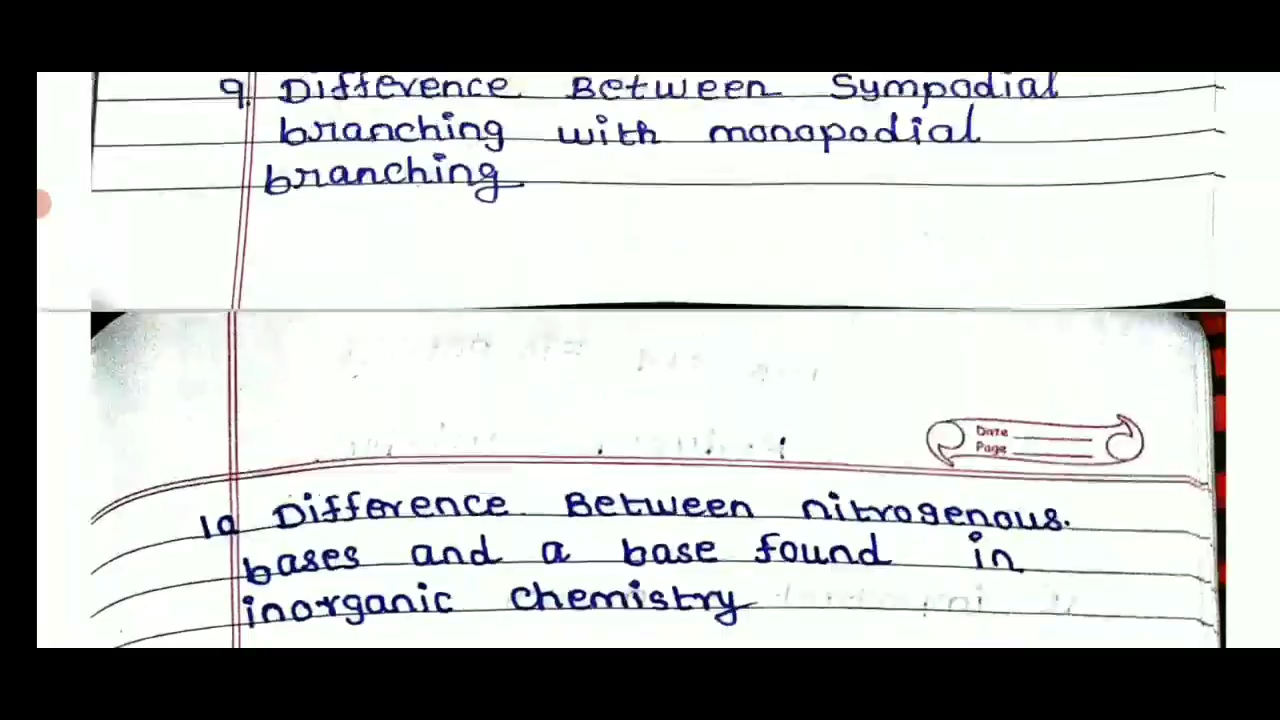 9. Difference Between Sympodial
branching with monopodial
branching
Date
Page
10 Difference Between nitrogenous.
bases and a base found in
inorganic chemistry